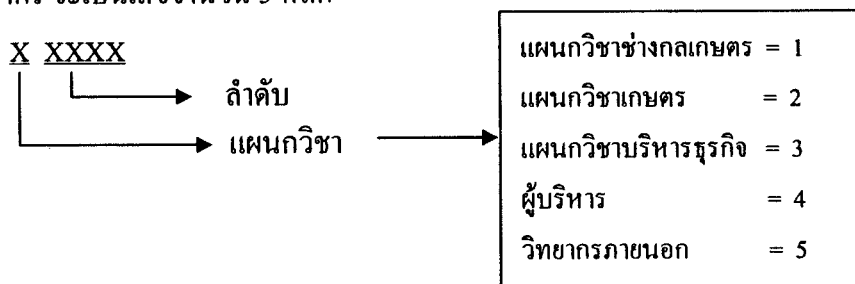 X XXXX
ลำดับ
แผนกวิชา
แผนกวิชาช่างกลเกษตร = 1
แผนกวิชาเกษตร = 2
แผนกวิชาบริหารธุรกิจ = 3
ผู้บริหาร = 4
วิทยากรภายนอก = 5